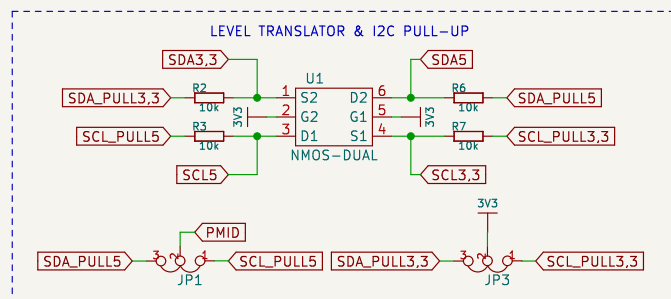 LEVEL TRANSLATOR & I2C PULL-UP
SDA3,3
SDA5
U1
SDA_PULL3,3
R2
10k
1
S2
D2
6
R6
10k
SDA_PULL5
3V3
2
G2
G1
5
3V3
SCL_PULL5
R3
10k
3
D1
S1
4
R7
10k
SCL_PULL3,3
NMOS-DUAL
SCL5
SCL3,3
PMID
3V3
SDA_PULL5
3
2
1
SCL_PULL5
JP1
SDA_PULL3,3
3
2
1
SCL_PULL3,3
JP3